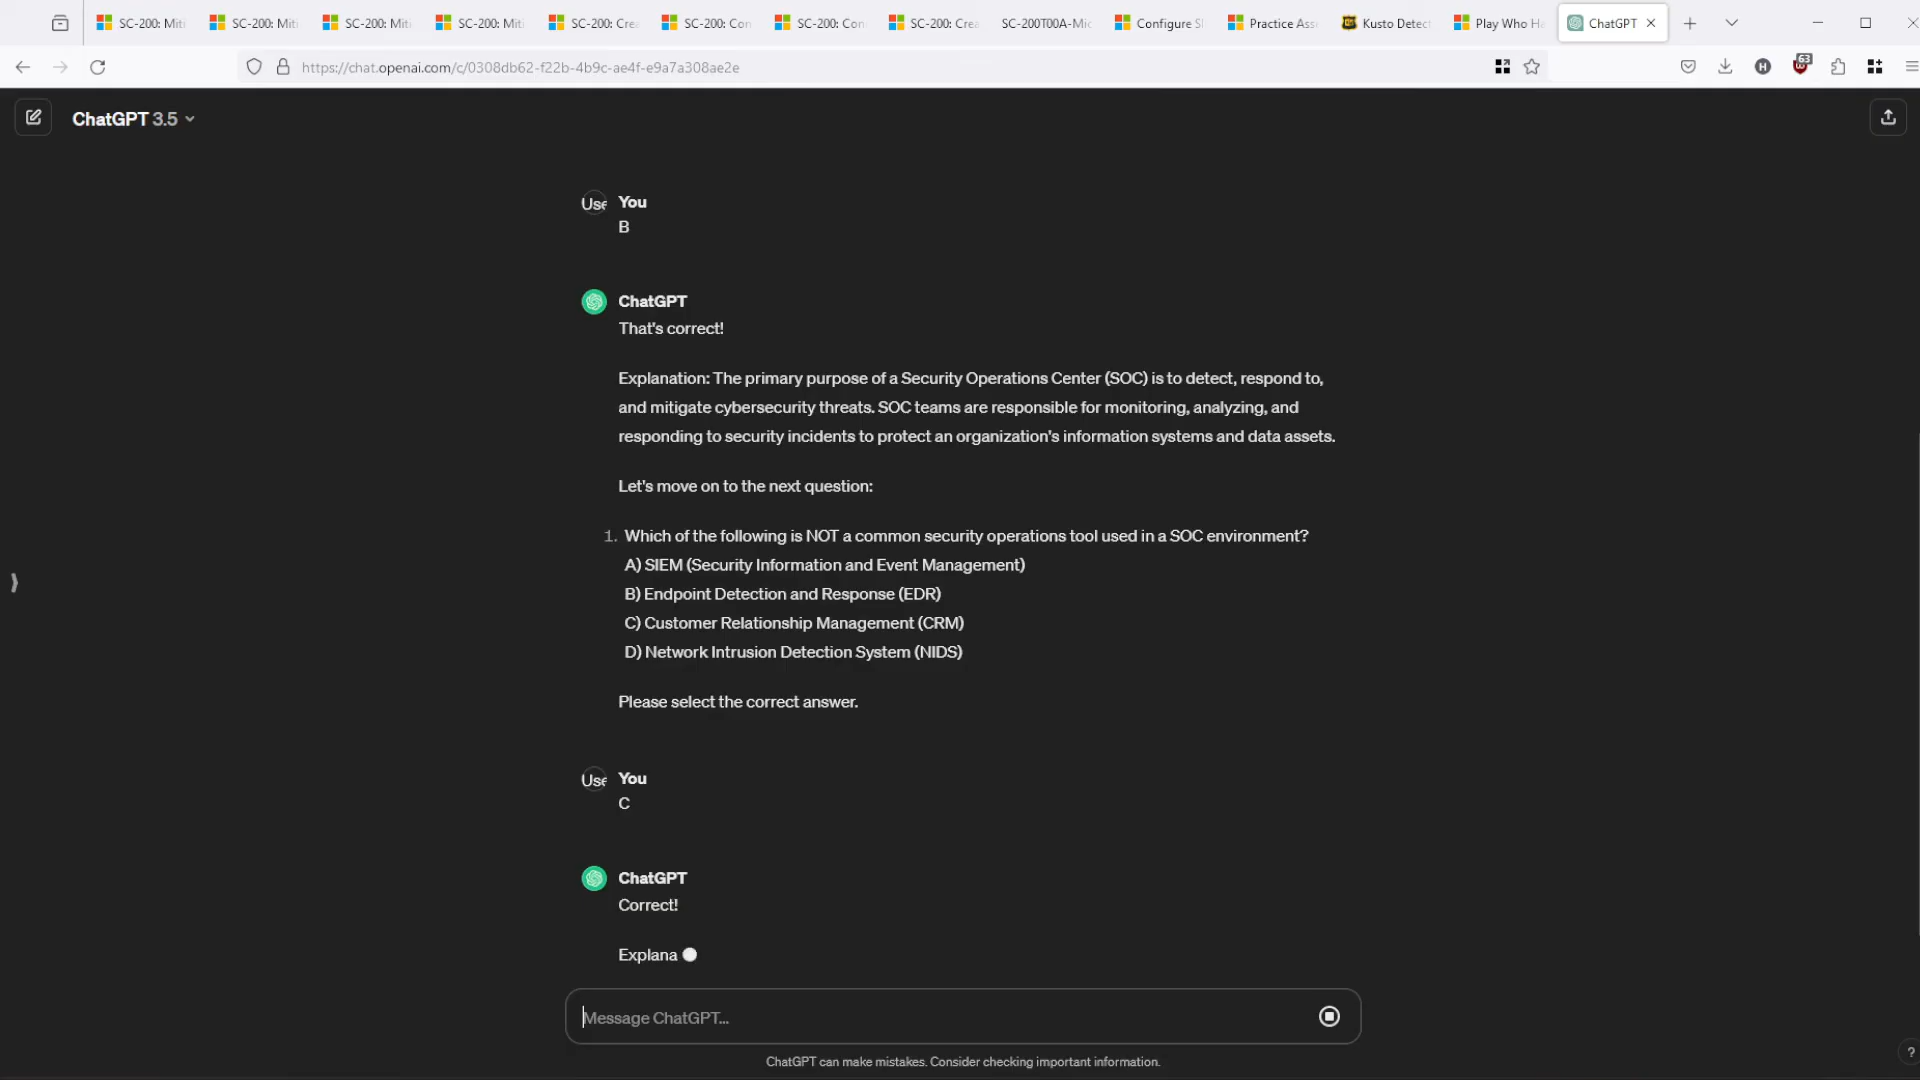 SC-200: Miti
SC-200: Miti
SC-200: Miti
SC-200: Miti
SC-200: Crea
SC-200: Con
SC-200: Con
SC-200: Crea
SC-200T00A-Mic
Configure S
Practice Asse
Kusto Detect
Play Who Ha
ChatGPT
https://chat.openai.com/c/0308db62-f22b-4b9c-ae4f-e9a7a308ae2e
H
63
ChatGPT 3.5
Use You
B
ChatGPT
That's correct!
Explanation: The primary purpose of a Security Operations Center (SOC) is to detect, respond to,
and mitigate cybersecurity threats. SOC teams are responsible for monitoring, analyzing, and
responding to security incidents to protect an organization's information systems and data assets.
Let's move on to the next question:
1. Which of the following is NOT a common security operations tool used in a SOC environment?
A) SIEM (Security Information and Event Management)
B) Endpoint Detection and Response (EDR)
C) Customer Relationship Management (CRM)
D) Network Intrusion Detection System (NIDS)
Please select the correct answer.
Use You
C
ChatGPT
Correct!
Explana
Message ChatGPT...
ChatGPT can make mistakes. Consider checking important information.
?